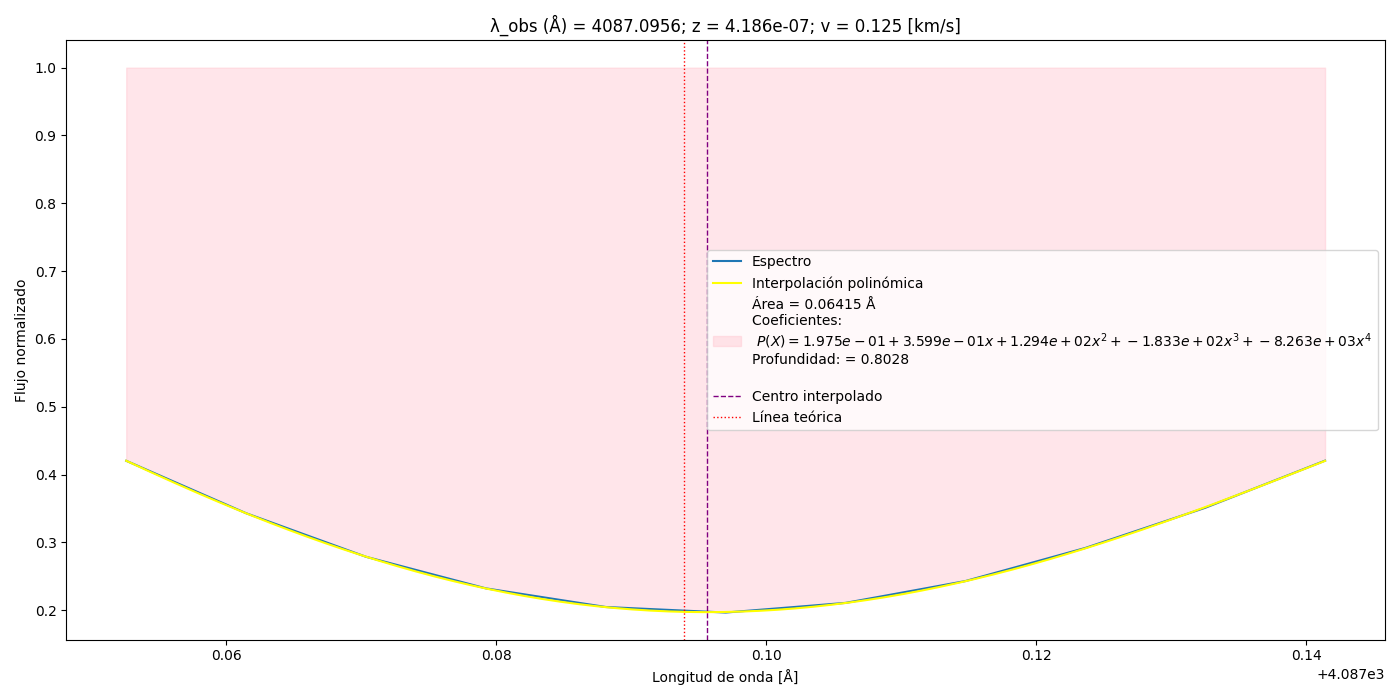 λ_obs (Å) = 4087.0956; z = 4.186e-07; v = 0.125 [km/s]
Flujo normalizado
1.0
0.9
0.8
0.7
0.6
0.5
0.4
0.3
0.2
Espectro
Interpolación polinómica
Área = 0.06415 Å
Coeficientes:
P(X) = 1.975e − 01 + 3.599e − 01x + 1.294e + 02x² + −1.833e + 02x³ + −8.263e + 03x⁴
Profundidad: = 0.8028
Centro interpolado
Línea teórica
0.06
0.08
0.10
0.12
0.14
+4.087e3
Longitud de onda [Å]